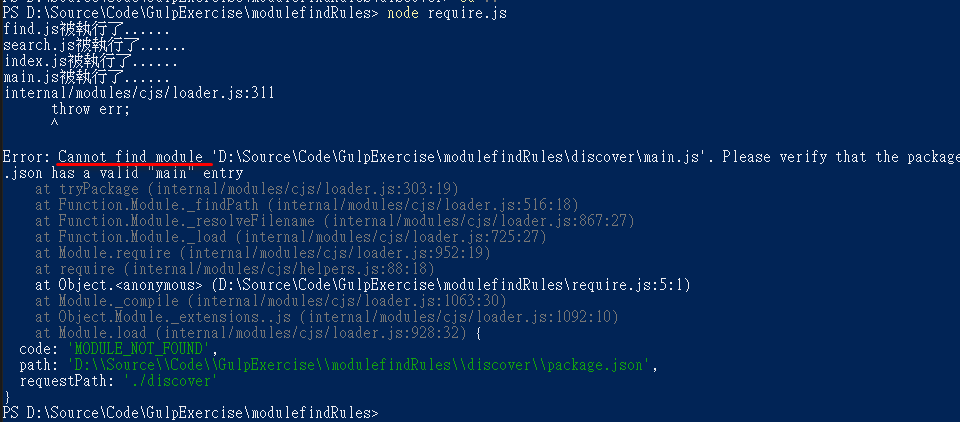 PS D:\Source\Code\GulpExercise\modulefindRules> node require.js
find.js被執行了......
search.js被執行了......
index.js被執行了......
main.js被執行了......
internal/modules/cjs/loader.js:311
      throw err;
      ^
Error: Cannot find module 'D:\Source\Code\GulpExercise\modulefindRules\discover\main.js'. Please verify that the package
.json has a valid "main" entry
    at tryPackage (internal/modules/cjs/loader.js:303:19)
    at Function.Module._findPath (internal/modules/cjs/loader.js:516:18)
    at Function.Module._resolveFilename (internal/modules/cjs/loader.js:867:27)
    at Function.Module._load (internal/modules/cjs/loader.js:725:27)
    at Module.require (internal/modules/cjs/loader.js:952:19)
    at require (internal/modules/cjs/helpers.js:88:18)
    at Object.<anonymous> (D:\Source\Code\GulpExercise\modulefindRules\require.js:5:1)
    at Module._compile (internal/modules/cjs/loader.js:1063:30)
    at Object.Module._extensions..js (internal/modules/cjs/loader.js:1092:10)
    at Module.load (internal/modules/cjs/loader.js:928:32) {
  code: 'MODULE_NOT_FOUND',
  path: 'D:\\Source\\Code\\GulpExercise\\modulefindRules\\discover\\package.json',
  requestPath: './discover'
}
PS D:\Source\Code\GulpExercise\modulefindRules>